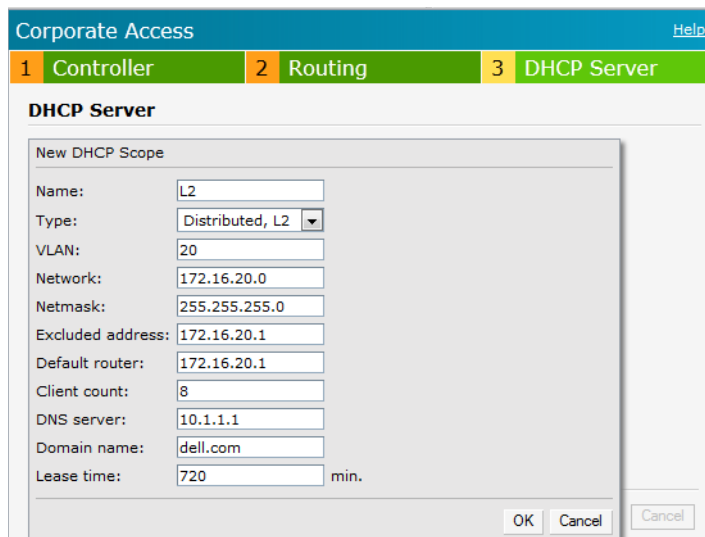 Corporate Access Help
1 Controller 2 Routing 3 DHCP Server
DHCP Server
New DHCP Scope
Name: L2
Type: Distributed, L2
VLAN: 20
Network: 172.16.20.0
Netmask: 255.255.255.0
Excluded address: 172.16.20.1
Default router: 172.16.20.1
Client count: 8
DNS server: 10.1.1.1
Domain name: dell.com
Lease time: 720 min.
OK Cancel Cancel